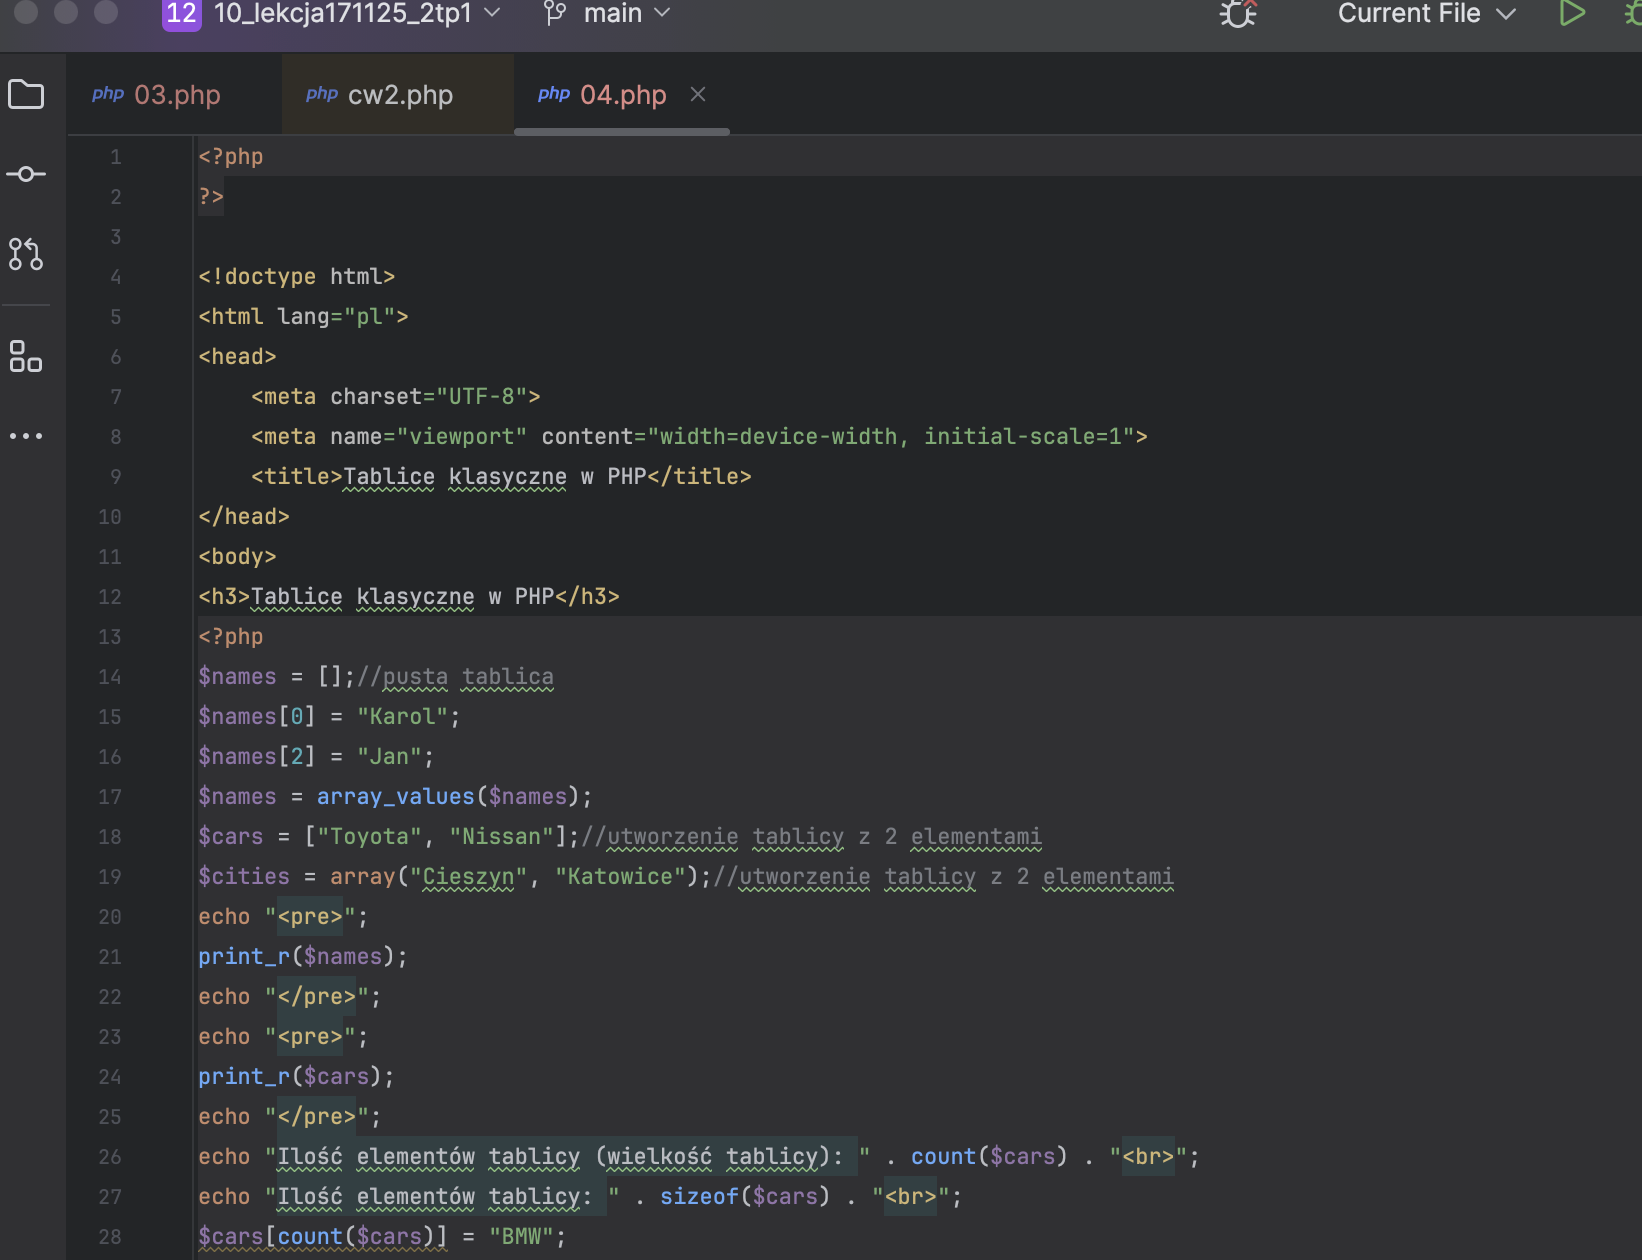 12 10_lekcja171125_2tp1 main Current File
php 03.php php cw2.php php 04.php
1 <?php
2 ?>
3
4 <!doctype html>
5 <html lang="pl">
6 <head>
7     <meta charset="UTF-8">
8     <meta name="viewport" content="width=device-width, initial-scale=1">
9     <title>Tablice klasyczne w PHP</title>
10 </head>
11 <body>
12 <h3>Tablice klasyczne w PHP</h3>
13 <?php
14 $names = [];//pusta tablica
15 $names[0] = "Karol";
16 $names[2] = "Jan";
17 $names = array_values($names);
18 $cars = ["Toyota", "Nissan"];//utworzenie tablicy z 2 elementami
19 $cities = array("Cieszyn", "Katowice");//utworzenie tablicy z 2 elementami
20 echo "<pre>";
21 print_r($names);
22 echo "</pre>";
23 echo "<pre>";
24 print_r($cars);
25 echo "</pre>";
26 echo "Ilość elementów tablicy (wielkość tablicy): " . count($cars) . "<br>";
27 echo "Ilość elementów tablicy: " . sizeof($cars) . "<br>";
28 $cars[count($cars)] = "BMW";